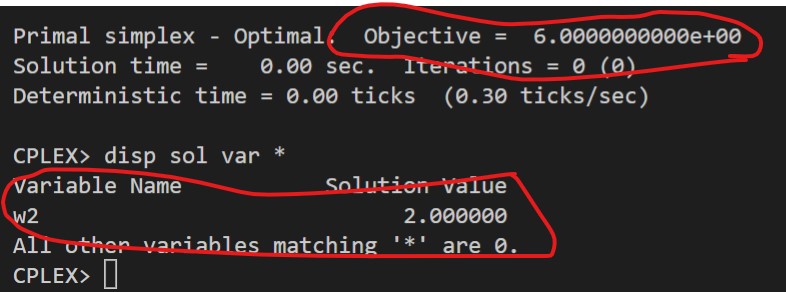 Primal simplex - Optimal:  Objective =  6.0000000000e+00
Solution time =    0.00 sec.  Iterations = 0 (0)
Deterministic time = 0.00 ticks  (0.30 ticks/sec)
CPLEX> disp sol var *
Variable Name           Solution Value
w2                            2.000000
All other variables matching '*' are 0.
CPLEX>